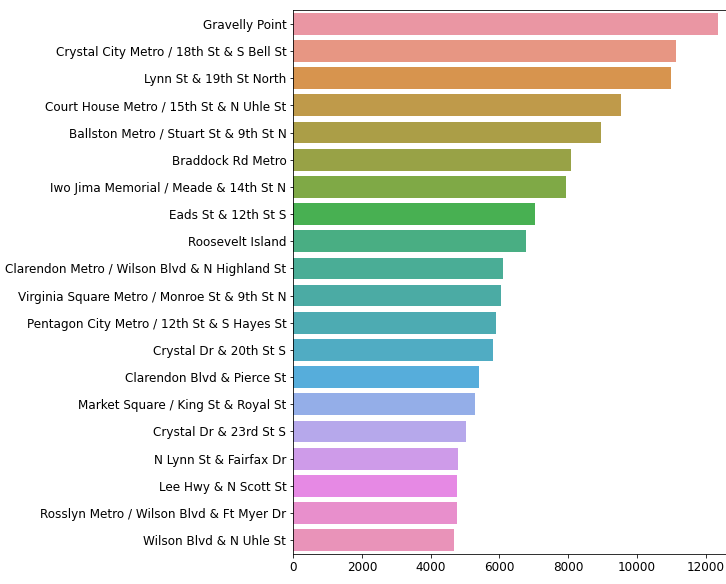 Gravelly Point
Crystal City Metro / 18th St & S Bell St
Lynn St & 19th St North
Court House Metro / 15th St & N Uhle St
Ballston Metro / Stuart St & 9th St N
Braddock Rd Metro
Iwo Jima Memorial / Meade & 14th St N
Eads St & 12th St S
Roosevelt Island
Clarendon Metro / Wilson Blvd & N Highland St
Virginia Square Metro / Monroe St & 9th St N
Pentagon City Metro / 12th St & S Hayes St
Crystal Dr & 20th St S
Clarendon Blvd & Pierce St
Market Square / King St & Royal St
Crystal Dr & 23rd St S
N Lynn St & Fairfax Dr
Lee Hwy & N Scott St
Rosslyn Metro / Wilson Blvd & Ft Myer Dr
Wilson Blvd & N Uhle St
0 2000 4000 6000 8000 10000 12000